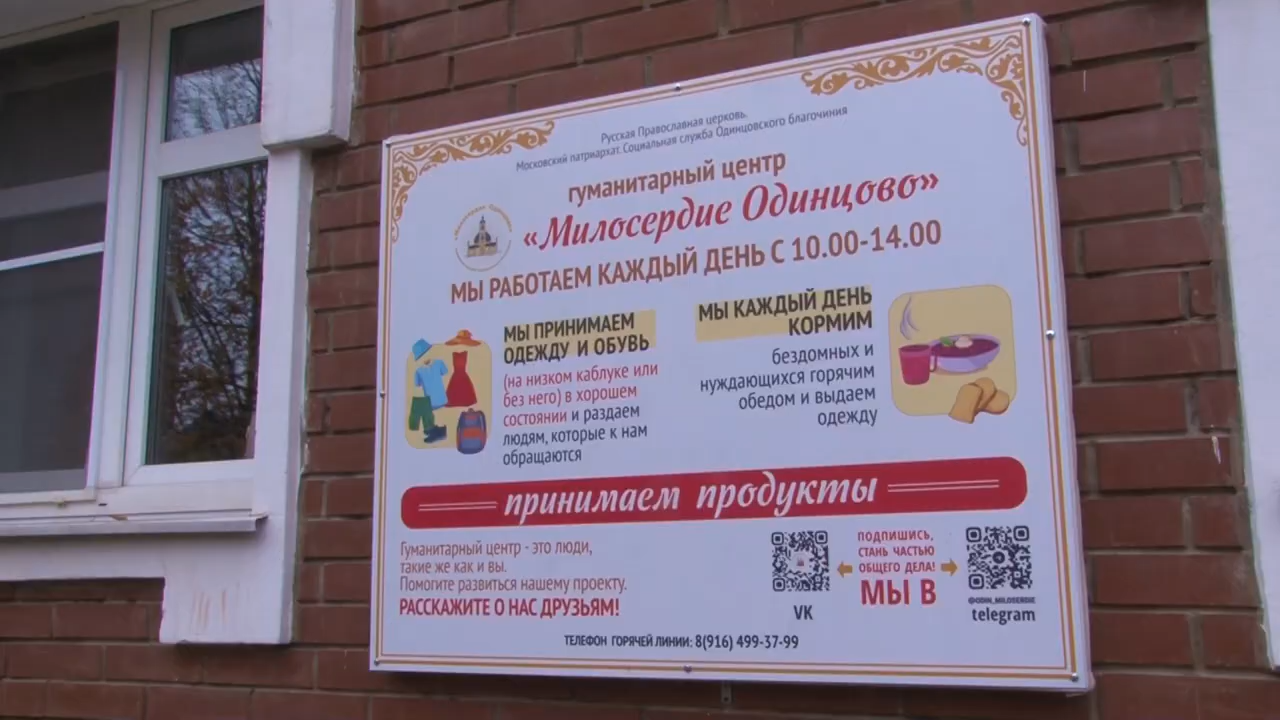 Русская Православная церковь
Московский патриархат. Социальная служба Одинцовского благочиния
гуманитарный центр
«Милосердие Одинцово»
МЫ РАБОТАЕМ КАЖДЫЙ ДЕНЬ С 10.00-14.00
МЫ ПРИНИМАЕМ
ОДЕЖДУ И ОБУВЬ
(на низком каблуке или
без него) в хорошем
состоянии и раздаем
людям, которые к нам
обращаются
МЫ КАЖДЫЙ ДЕНЬ
КОРМИМ
бездомных и
нуждающихся горячим
обедом и выдаем
одежду
принимаем продукты
Гуманитарный центр - это люди,
такие же как и вы.
Помогите развиться нашему проекту.
РАССКАЖИТЕ О НАС ДРУЗЬЯМ!
VK
ПОДПИШИСЬ,
СТАНЬ ЧАСТЬЮ
ОБЩЕГО ДЕЛА!
МЫ В
@ODIN_MILOSERDIE
telegram
ТЕЛЕФОН ГОРЯЧЕЙ ЛИНИИ: 8(916) 499-37-99